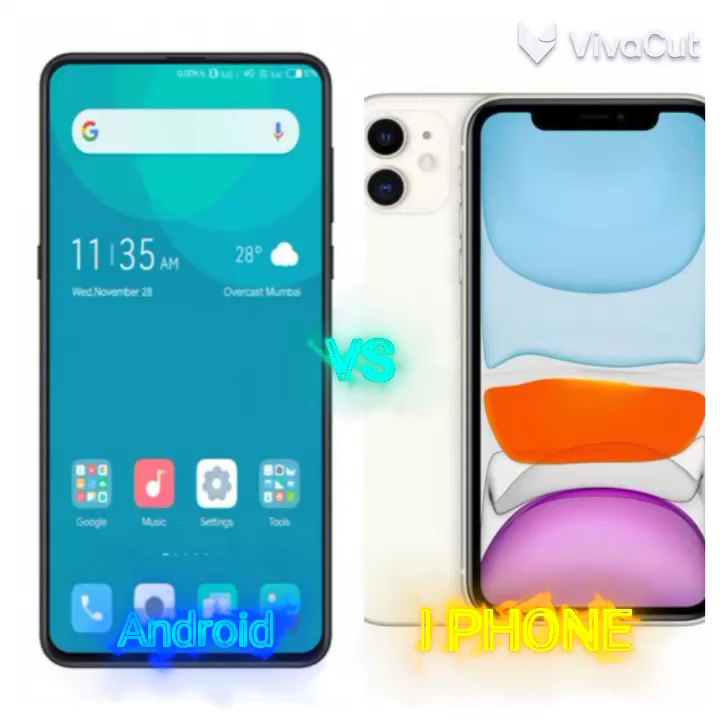 VivaCut
11:35 AM
28°
Wed,November 28
Overcast Mumbai
VS
Google
Music
Settings
Tools
Android
I PHONE